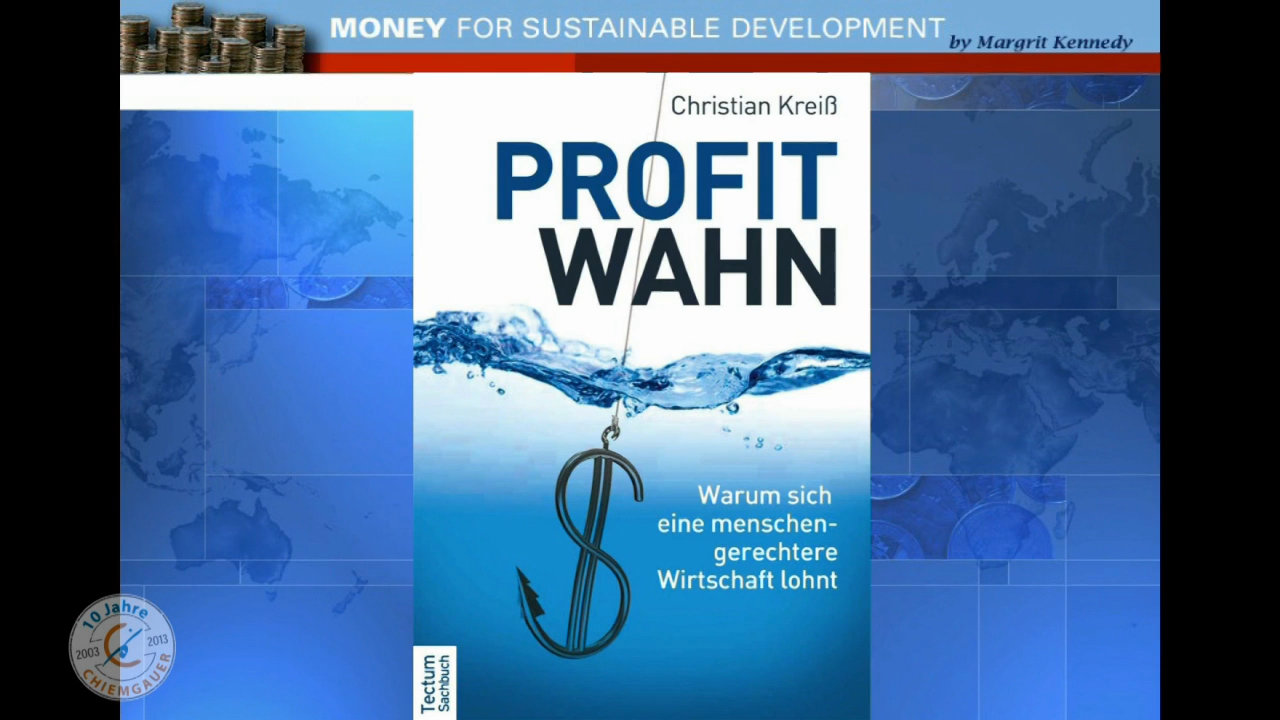 MONEY FOR SUSTAINABLE DEVELOPMENT
by Margrit Kennedy
Christian Kreiß
PROFIT
WAHN
Warum sich
eine menschen-
gerechtere
Wirtschaft lohnt
Tectum
Sachbuch
10 Jahre
2003
2013
CHIEMGAUER